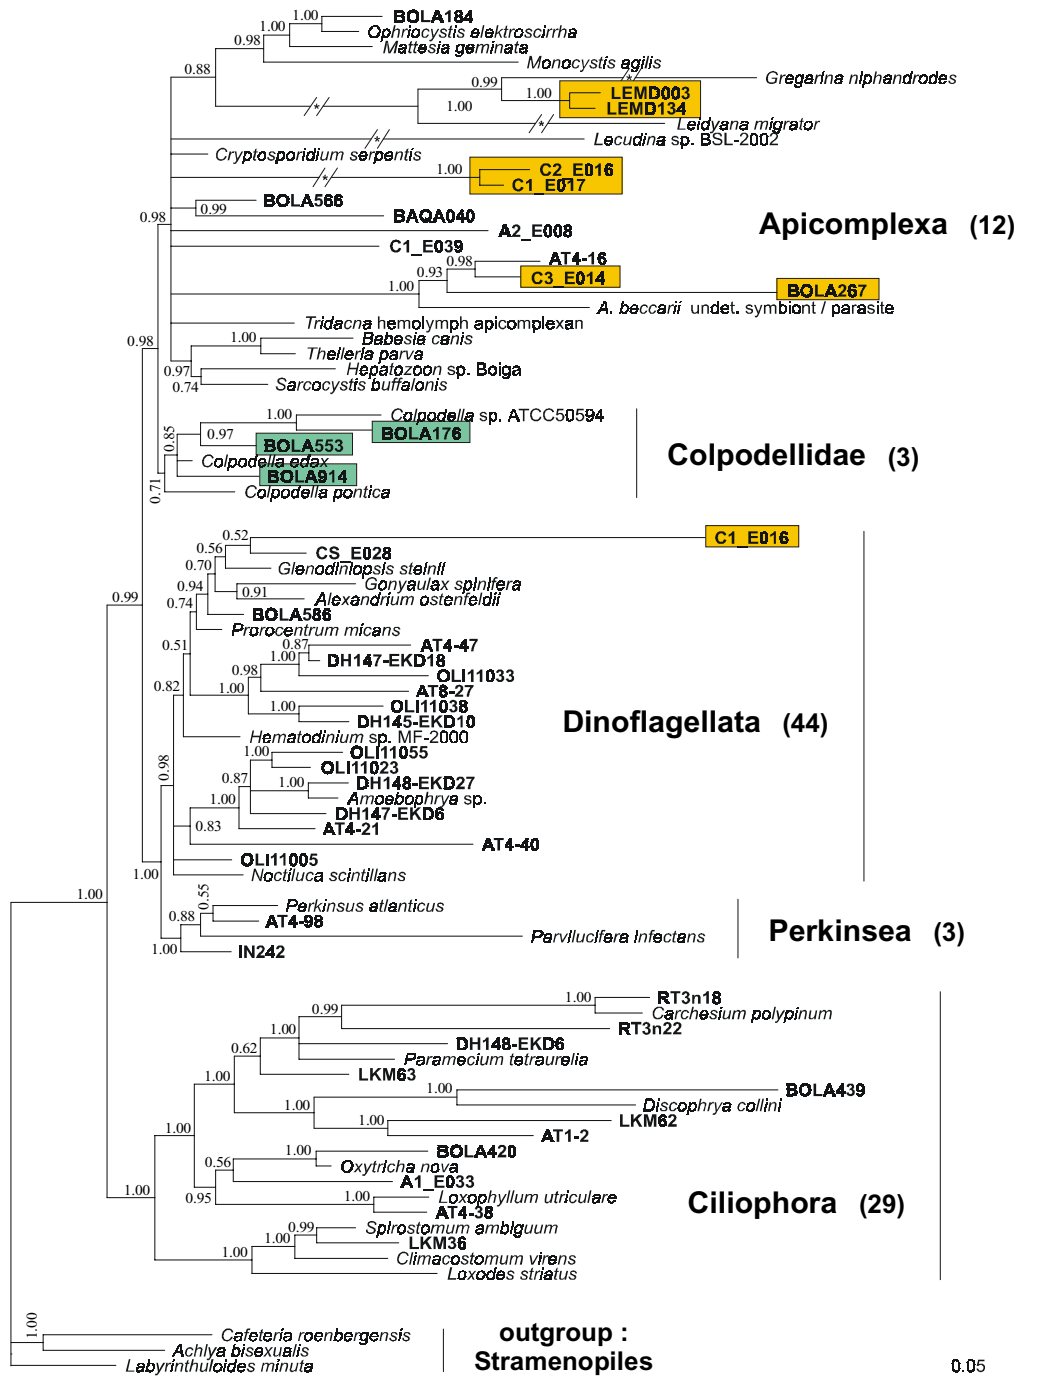 1.00 BOLA184
1.00 Ophriocystis elektroscirrha
0.98 Mattesia geminata
Monocystis agilis
0.88
0.99 * Gregarina niphandrodes
1.00 LEMD003
* 1.00 LEMD134
* Leidyana migrator
* Lecudina sp. BSL-2002
Cryptosporidium serpentis
* 1.00 C2_E016
C1_E017
BOLA566
0.99 BAQA040
0.98
A2_E008
Apicomplexa (12)
C1_E039
0.98 AT4-16
0.93 C3_E014
1.00 BOLA267
A. beccarii undet. symbiont / parasite
Tridacna hemolymph apicomplexan
1.00 Babesia canis
0.98
Theileria parva
0.97 Hepatozoon sp. Boiga
0.74 Sarcocystis buffalonis
1.00 Colpodella sp. ATCC50594
BOLA176
0.85 0.97 BOLA553
Colpodellidae (3)
Colpodella edax
BOLA914
0.71 Colpodella pontica
0.52 C1_E016
0.56 CS_E028
0.70 Glenodiniopsis steinii
0.94 Gonyaulax spinifera
0.91 Alexandrium ostenfeldii
0.99
0.74 BOLA586
Prorocentrum micans
0.51 0.87 AT4-47
1.00 DH147-EKD18
0.98 OLI11033
0.82 1.00 AT8-27
1.00 OLI11038
DH145-EKD10
Dinoflagellata (44)
Hematodinium sp. MF-2000
1.00 OLI11055
0.98 OLI11023
0.87 1.00 DH148-EKD27
1.00 Amoebophrya sp.
DH147-EKD6
0.83 AT4-21
AT4-40
OLI11005
1.00 Noctiluca scintillans
1.00
0.55 Perkinsus atlanticus
0.88 AT4-98
Parvilucifera infectans
Perkinsea (3)
1.00 IN242
1.00 RT3n18
0.99 Carchesium polypinum
RT3n22
1.00 DH148-EKD6
0.62 Paramecium tetraurelia
LKM63
1.00
1.00 BOLA439
1.00 Discophrya collini
1.00 LKM62
AT1-2
1.00
1.00 BOLA420
0.56 Oxytricha nova
A1_E033
0.95 1.00 Loxophyllum utriculare
1.00
AT4-38
Ciliophora (29)
0.99 Spirostomum ambiguum
1.00 LKM36
1.00 Climacostomum virens
Loxodes striatus
1.00 Cafeteria roenbergensis
Achlya bisexualis
Labyrinthuloides minuta
outgroup :
Stramenopiles
0.05